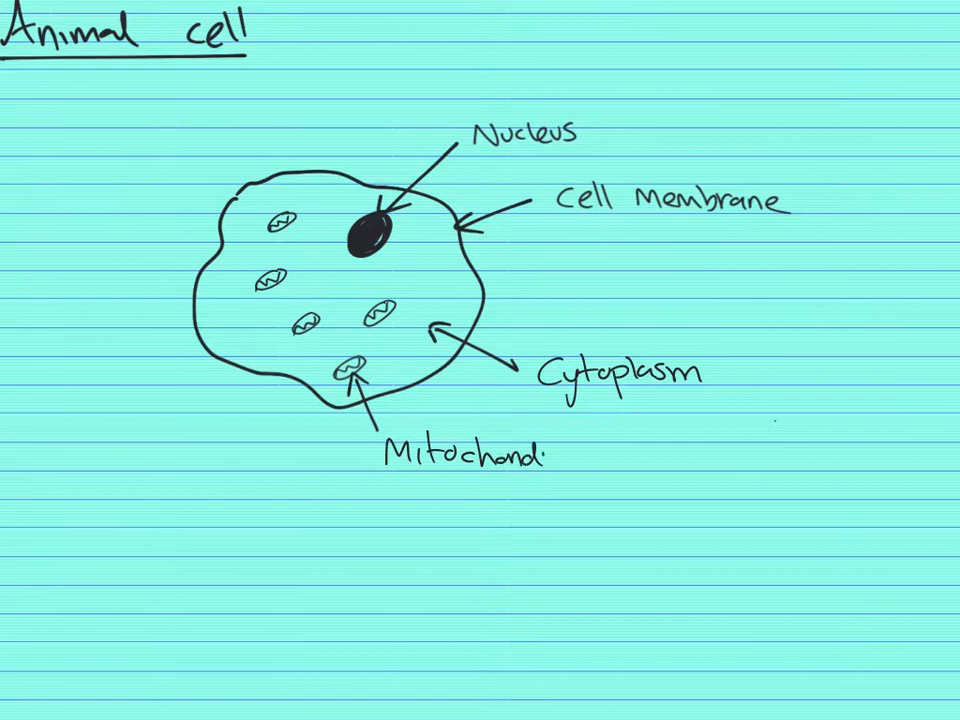 Animal cell
Nucleus
Cell Membrane
Cytoplasm
Mitochondi